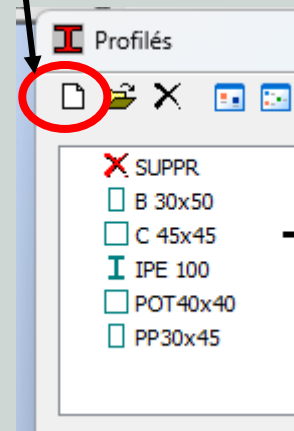 Profilés
SUPPR
B 30x50
C 45x45
IPE 100
POT40x40
PP30x45